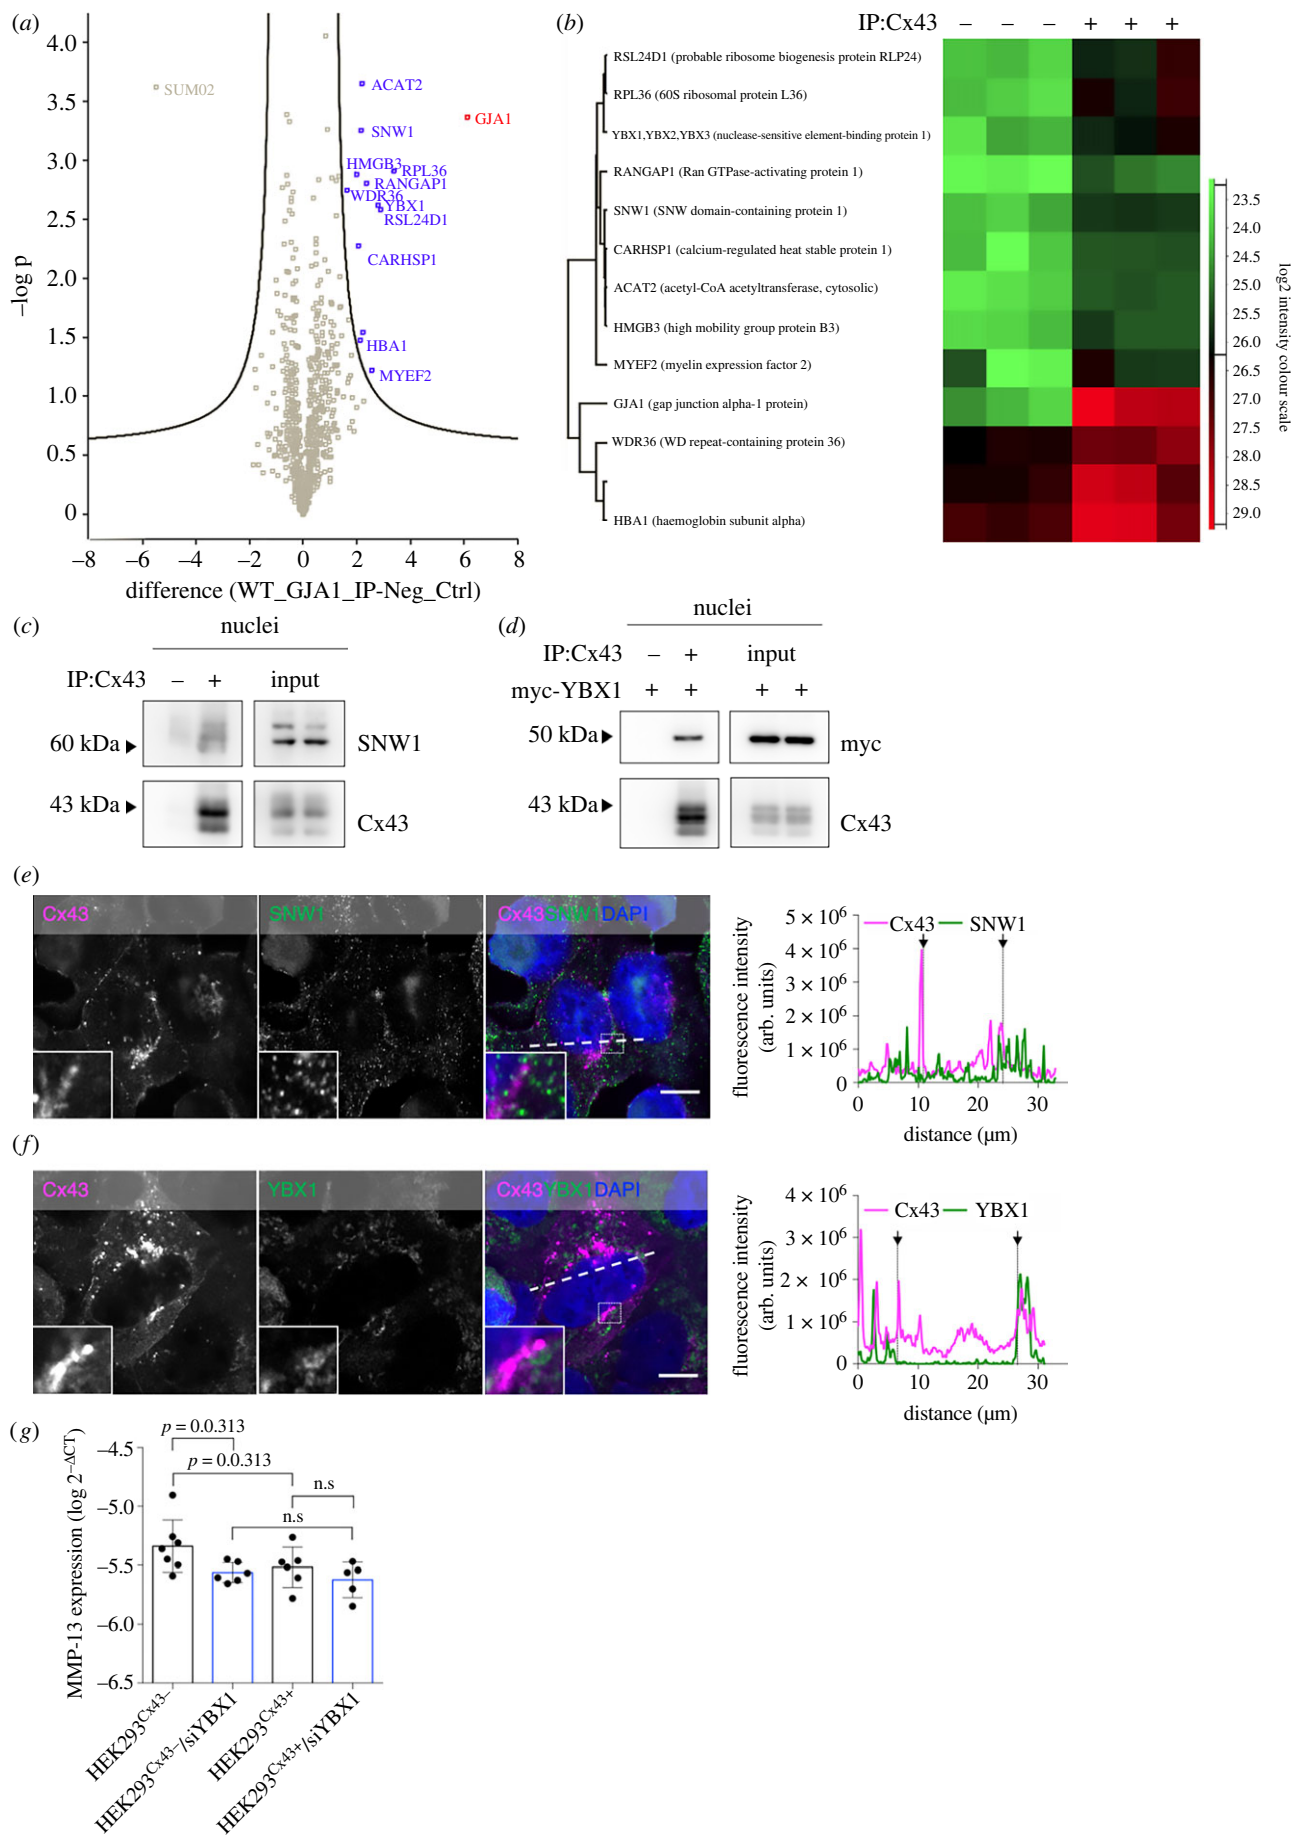 (a)
4.0
3.5
3.0
2.5
2.0
1.5
1.0
0.5
0
–log p
SUM02
ACAT2
SNW1
GJA1
HMGB3
RPL36
RANGAP1
WDR36
YBX1
RSL24D1
CARHSP1
HBA1
MYEF2
–8 –6 –4 –2 0 2 4 6 8
difference (WT_GJA1_IP-Neg_Ctrl)
(b)
IP:Cx43 – – – + + +
RSL24D1 (probable ribosome biogenesis protein RLP24)
RPL36 (60S ribosomal protein L36)
YBX1,YBX2,YBX3 (nuclease-sensitive element-binding protein 1)
RANGAP1 (Ran GTPase-activating protein 1)
SNW1 (SNW domain-containing protein 1)
CARHSP1 (calcium-regulated heat stable protein 1)
ACAT2 (acetyl-CoA acetyltransferase, cytosolic)
HMGB3 (high mobility group protein B3)
MYEF2 (myelin expression factor 2)
GJA1 (gap junction alpha-1 protein)
WDR36 (WD repeat-containing protein 36)
HBA1 (haemoglobin subunit alpha)
23.5
24.0
24.5
25.0
25.5
26.0
26.5
27.0
27.5
28.0
28.5
29.0
log2 intensity colour scale
(c)
nuclei
IP:Cx43 – + input
60 kDa
SNW1
43 kDa
Cx43
(d)
nuclei
IP:Cx43 – + input
myc-YBX1 + + + +
50 kDa
myc
43 kDa
Cx43
(e)
Cx43
SNW1
Cx43SNW1DAPI
fluorescence intensity
(arb. units)
5 × 10⁶
4 × 10⁶
3 × 10⁶
2 × 10⁶
1 × 10⁶
0
Cx43 SNW1
0 10 20 30
distance (µm)
(f)
Cx43
YBX1
Cx43YBX1DAPI
fluorescence intensity
(arb. units)
4 × 10⁶
3 × 10⁶
2 × 10⁶
1 × 10⁶
0
Cx43 YBX1
0 10 20 30
distance (µm)
(g)
MMP-13 expression (log 2⁻ΔCT)
–4.5
–5.0
–5.5
–6.0
–6.5
p = 0.0.313
p = 0.0.313
n.s
n.s
HEK293Cx43–
HEK293Cx43–/siYBX1
HEK293Cx43+
HEK293Cx43+/siYBX1